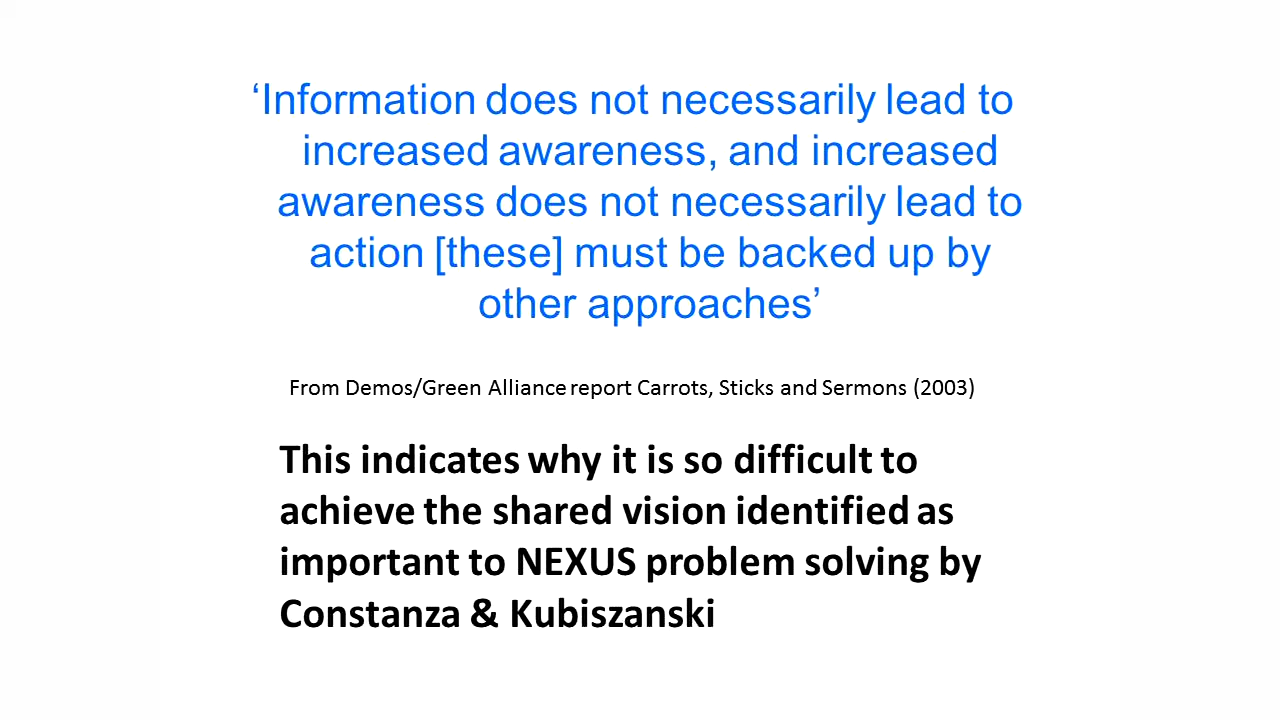 ‘Information does not necessarily lead to
increased awareness, and increased
awareness does not necessarily lead to
action [these] must be backed up by
other approaches’
From Demos/Green Alliance report Carrots, Sticks and Sermons (2003)
This indicates why it is so difficult to
achieve the shared vision identified as
important to NEXUS problem solving by
Constanza & Kubiszanski